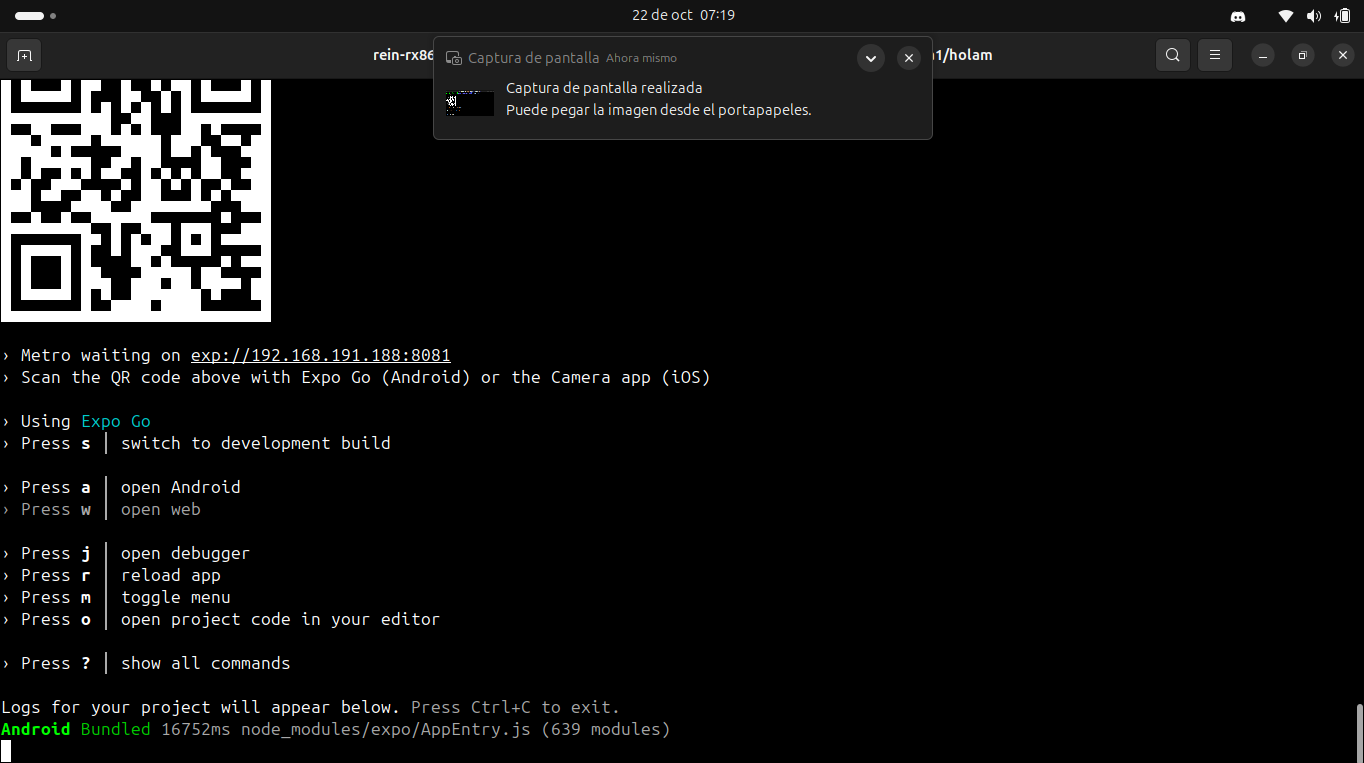 22 de oct 07:19
rein-rx86
a1/holam
Captura de pantalla Ahora mismo
Captura de pantalla realizada
Puede pegar la imagen desde el portapapeles.
› Metro waiting on exp://192.168.191.188:8081
› Scan the QR code above with Expo Go (Android) or the Camera app (iOS)
› Using Expo Go
› Press s │ switch to development build
› Press a │ open Android
› Press w │ open web
› Press j │ open debugger
› Press r │ reload app
› Press m │ toggle menu
› Press o │ open project code in your editor
› Press ? │ show all commands
Logs for your project will appear below. Press Ctrl+C to exit.
Android Bundled 16752ms node_modules/expo/AppEntry.js (639 modules)